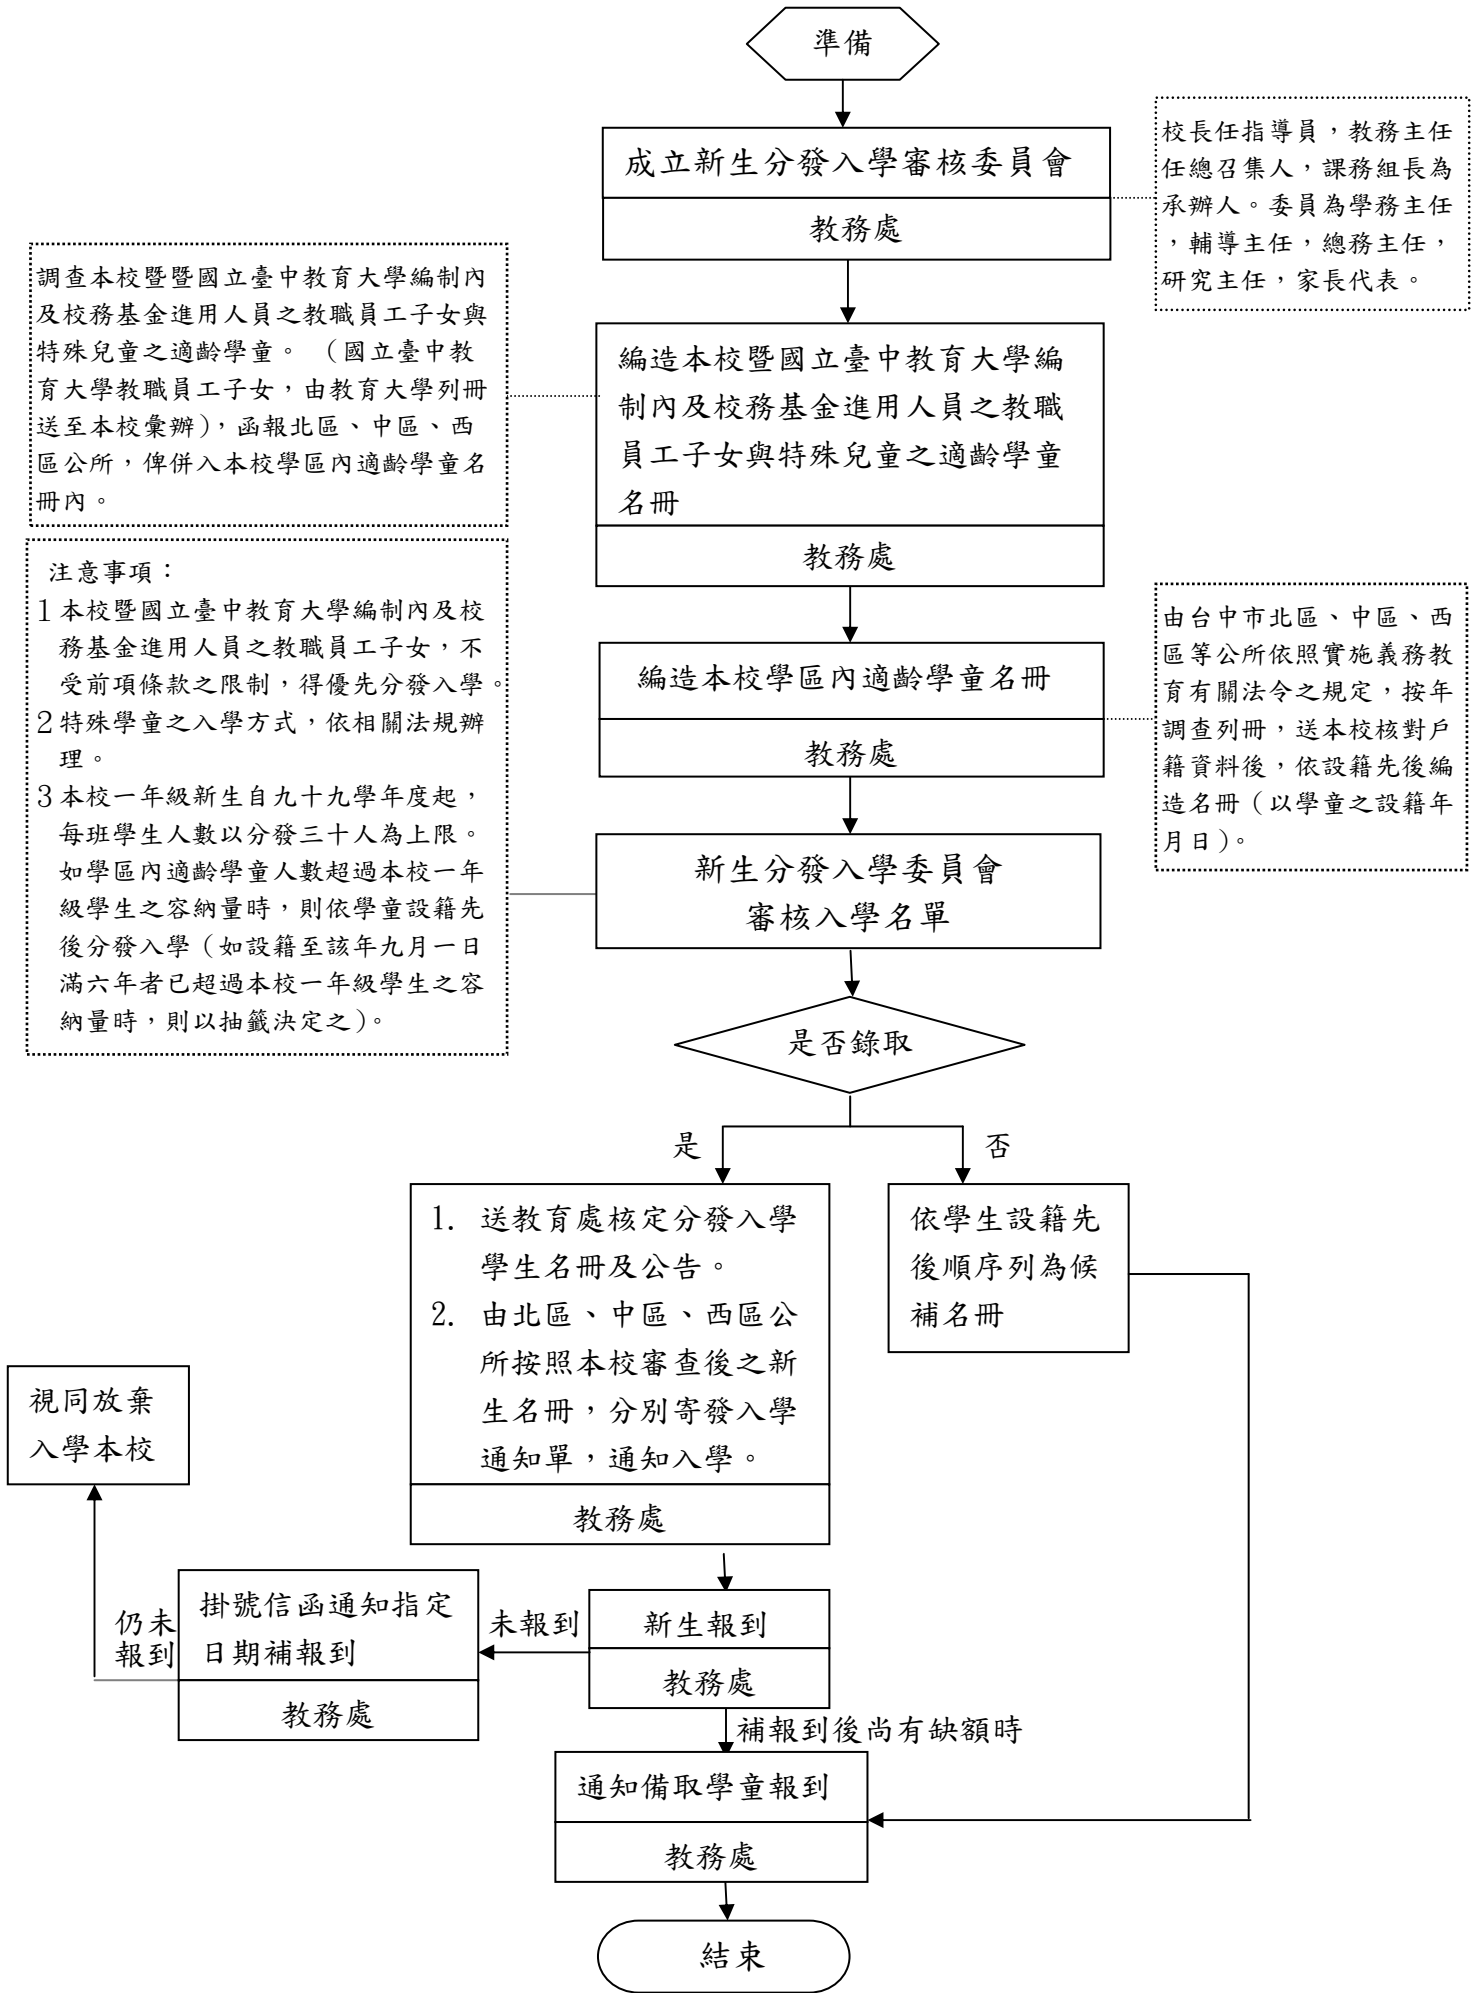 準備
成立新生分發入學審核委員會
教務處
校長任指導員，教務主任
任總召集人，課務組長為
承辦人。委員為學務主任
，輔導主任，總務主任，
研究主任，家長代表。
調查本校暨暨國立臺中教育大學編制內
及校務基金進用人員之教職員工子女與
特殊兒童之適齡學童。 （國立臺中教
育大學教職員工子女，由教育大學列冊
送至本校彙辦），函報北區、中區、西
區公所，俾併入本校學區內適齡學童名
冊內。
編造本校暨國立臺中教育大學編
制內及校務基金進用人員之教職
員工子女與特殊兒童之適齡學童
名冊
教務處
注意事項：
1 本校暨國立臺中教育大學編制內及校
務基金進用人員之教職員工子女，不
受前項條款之限制，得優先分發入學。
2 特殊學童之入學方式，依相關法規辦
理。
3 本校一年級新生自九十九學年度起，
每班學生人數以分發三十人為上限。
如學區內適齡學童人數超過本校一年
級學生之容納量時，則依學童設籍先
後分發入學（如設籍至該年九月一日
滿六年者已超過本校一年級學生之容
納量時，則以抽籤決定之）。
編造本校學區內適齡學童名冊
教務處
由台中市北區、中區、西
區等公所依照實施義務教
育有關法令之規定，按年
調查列冊，送本校核對戶
籍資料後，依設籍先後編
造名冊（以學童之設籍年
月日）。
新生分發入學委員會
審核入學名單
是否錄取
是
否
1. 送教育處核定分發入學
學生名冊及公告。
2. 由北區、中區、西區公
所按照本校審查後之新
生名冊，分別寄發入學
通知單，通知入學。
教務處
依學生設籍先
後順序列為候
補名冊
視同放棄
入學本校
仍未
報到
掛號信函通知指定
日期補報到
教務處
未報到
新生報到
教務處
補報到後尚有缺額時
通知備取學童報到
教務處
結束